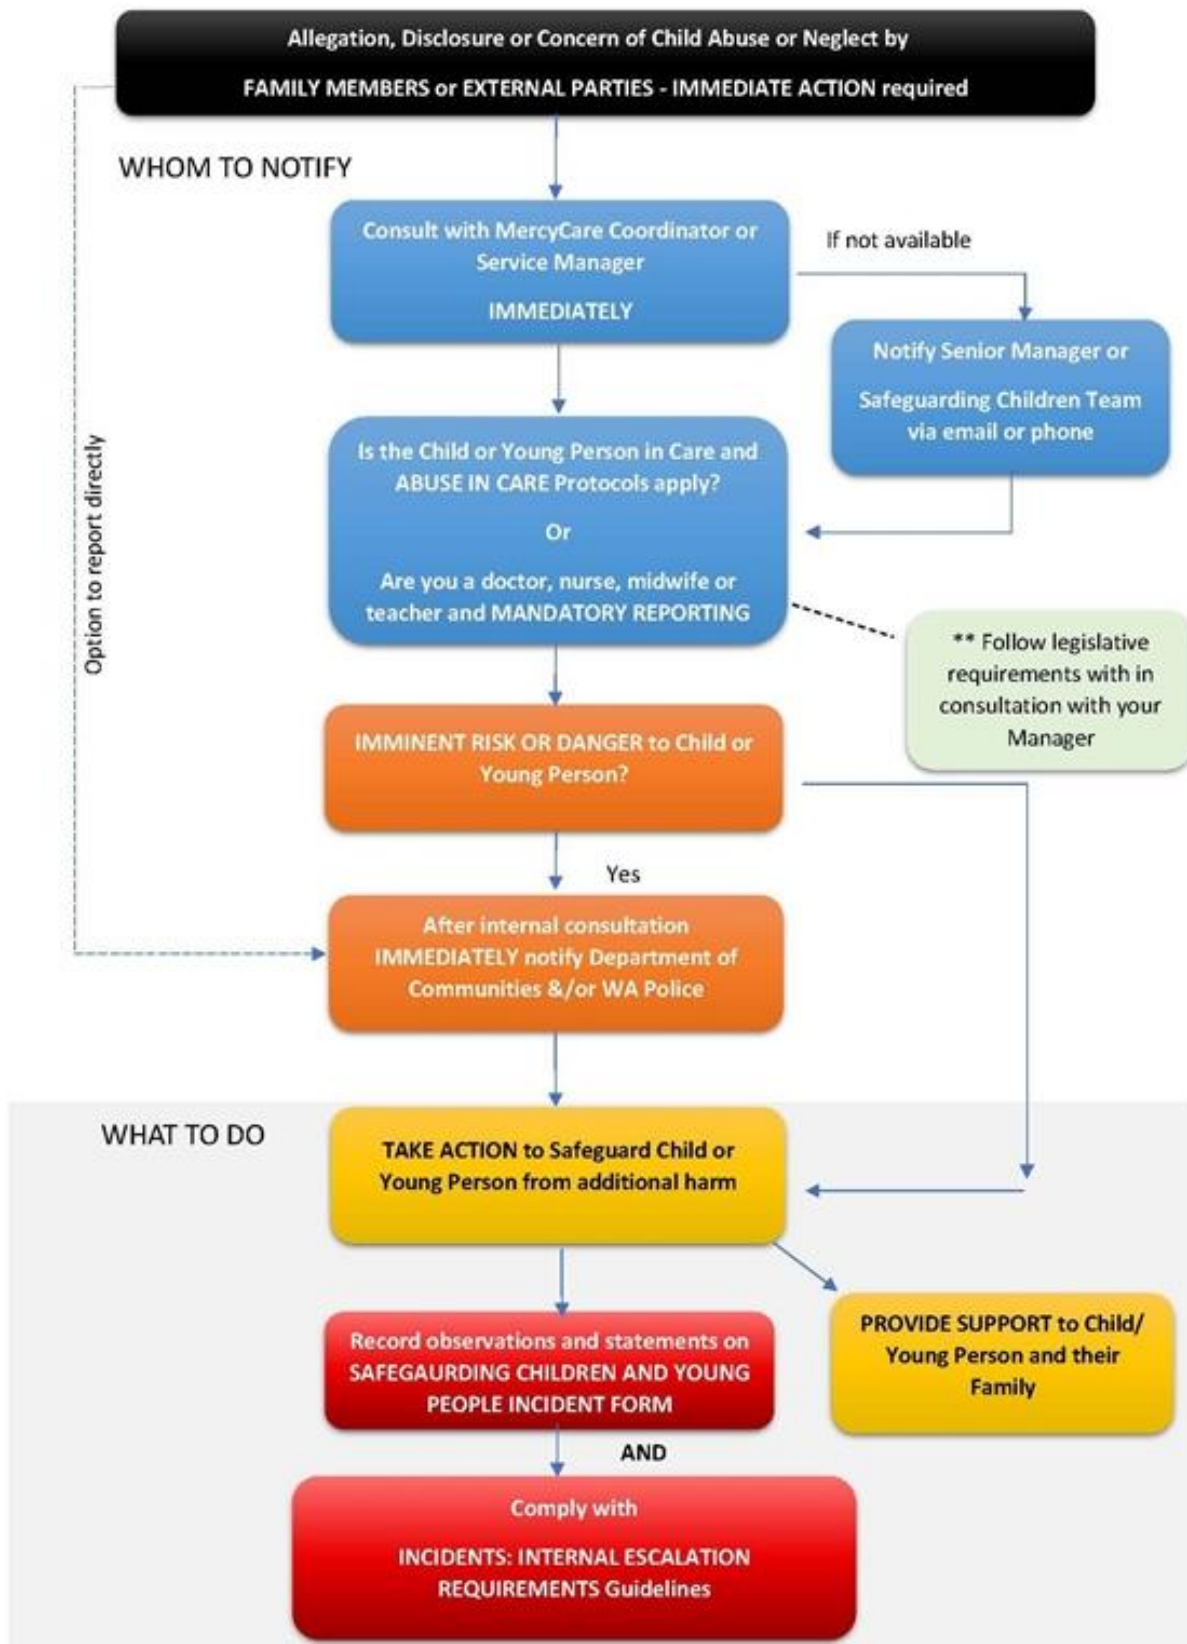 Allegation, Disclosure or Concern of Child Abuse or Neglect by
FAMILY MEMBERS or EXTERNAL PARTIES - IMMEDIATE ACTION required
WHOM TO NOTIFY
Consult with MercyCare Coordinator or
Service Manager
IMMEDIATELY
If not available
Notify Senior Manager or
Safeguarding Children Team
via email or phone
Option to report directly
Is the Child or Young Person in Care and
ABUSE IN CARE Protocols apply?
Or
Are you a doctor, nurse, midwife or
teacher and MANDATORY REPORTING
** Follow legislative
requirements with in
consultation with your
Manager
IMMINENT RISK OR DANGER to Child or
Young Person?
Yes
After internal consultation
IMMEDIATELY notify Department of
Communities &/or WA Police
WHAT TO DO
TAKE ACTION to Safeguard Child or
Young Person from additional harm
PROVIDE SUPPORT to Child/
Young Person and their
Family
Record observations and statements on
SAFEGAURDING CHILDREN AND YOUNG
PEOPLE INCIDENT FORM
AND
Comply with
INCIDENTS: INTERNAL ESCALATION
REQUIREMENTS Guidelines